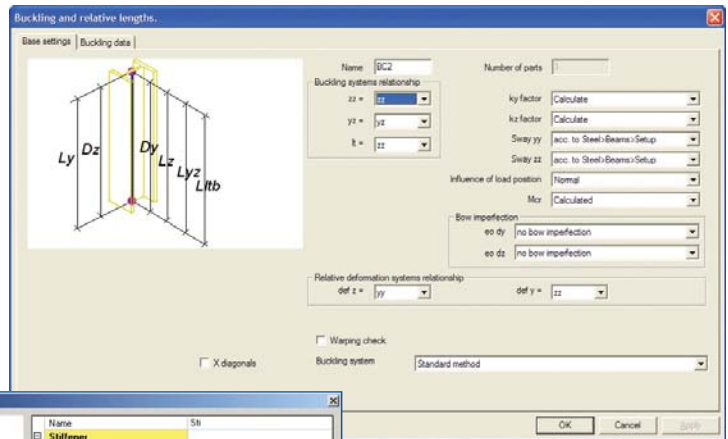 Buckling and relative lengths.
Base settings Buckling data
Name BC2 Number of parts 1
Buckling systems relationship
zz = zz
yz = yz
lt = zz
ky factor Calculate
kz factor Calculate
Sway yy acc. to Steel>Beams>Setup
Sway zz acc. to Steel>Beams>Setup
Influence of load position Normal
Mcr Calculated
Bow imperfection
eo dy no bow imperfection
eo dz no bow imperfection
Ly Dz Dy Lz Lyz Lltb
Relative deformation systems relationship
def z = yy def y = zz
Warping check
X diagonals Buckling system Standard method
OK Cancel Apply
Name Sti
Stiffener